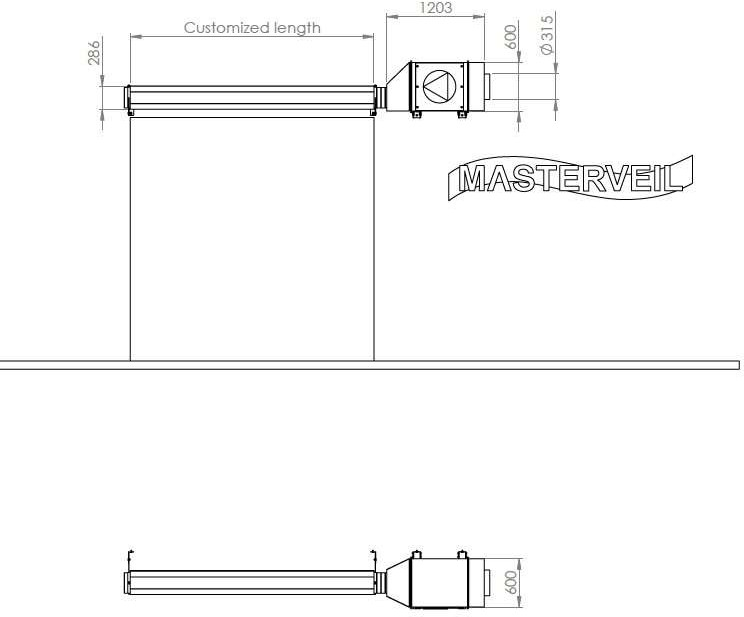 1203
Customized length
286
600
Ø315
MASTERVEIL
600